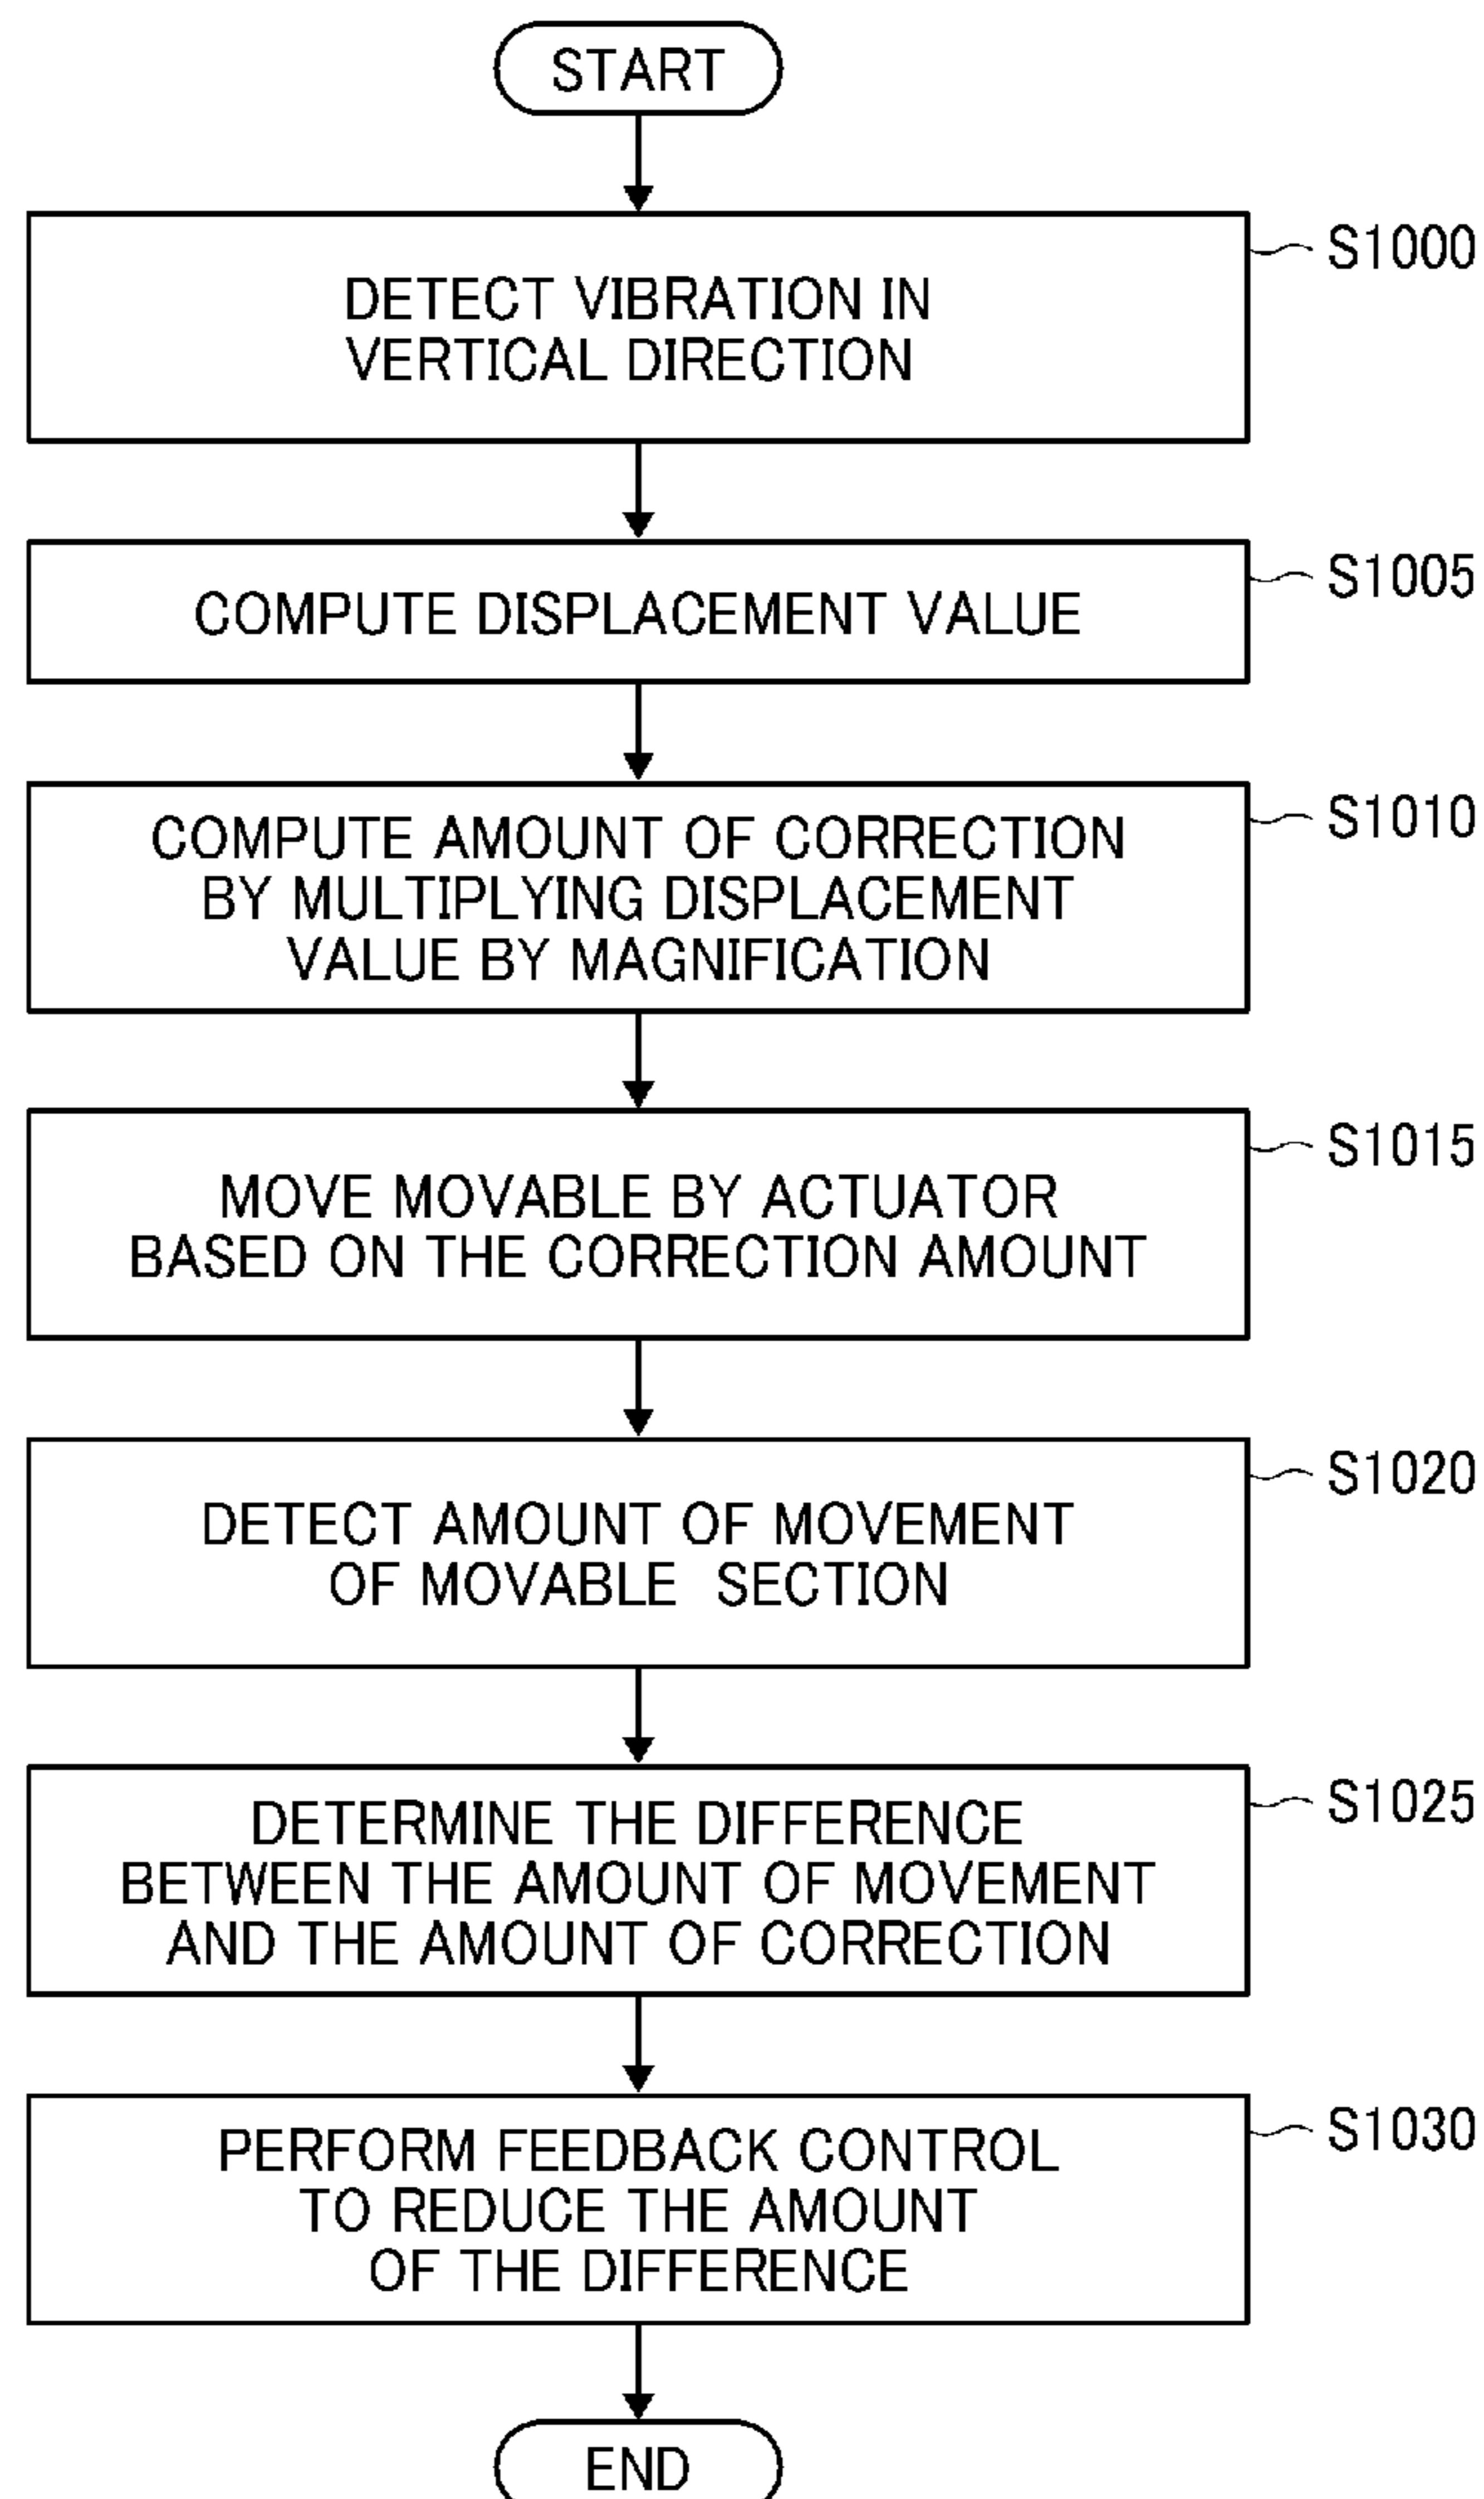 START
S1000
DETECT VIBRATION IN
VERTICAL DIRECTION
S1005
COMPUTE DISPLACEMENT VALUE
S1010
COMPUTE AMOUNT OF CORRECTION
BY MULTIPLYING DISPLACEMENT
VALUE BY MAGNIFICATION
S1015
MOVE MOVABLE BY ACTUATOR
BASED ON THE CORRECTION AMOUNT
S1020
DETECT AMOUNT OF MOVEMENT
OF MOVABLE SECTION
S1025
DETERMINE THE DIFFERENCE
BETWEEN THE AMOUNT OF MOVEMENT
AND THE AMOUNT OF CORRECTION
S1030
PERFORM FEEDBACK CONTROL
TO REDUCE THE AMOUNT
OF THE DIFFERENCE
END